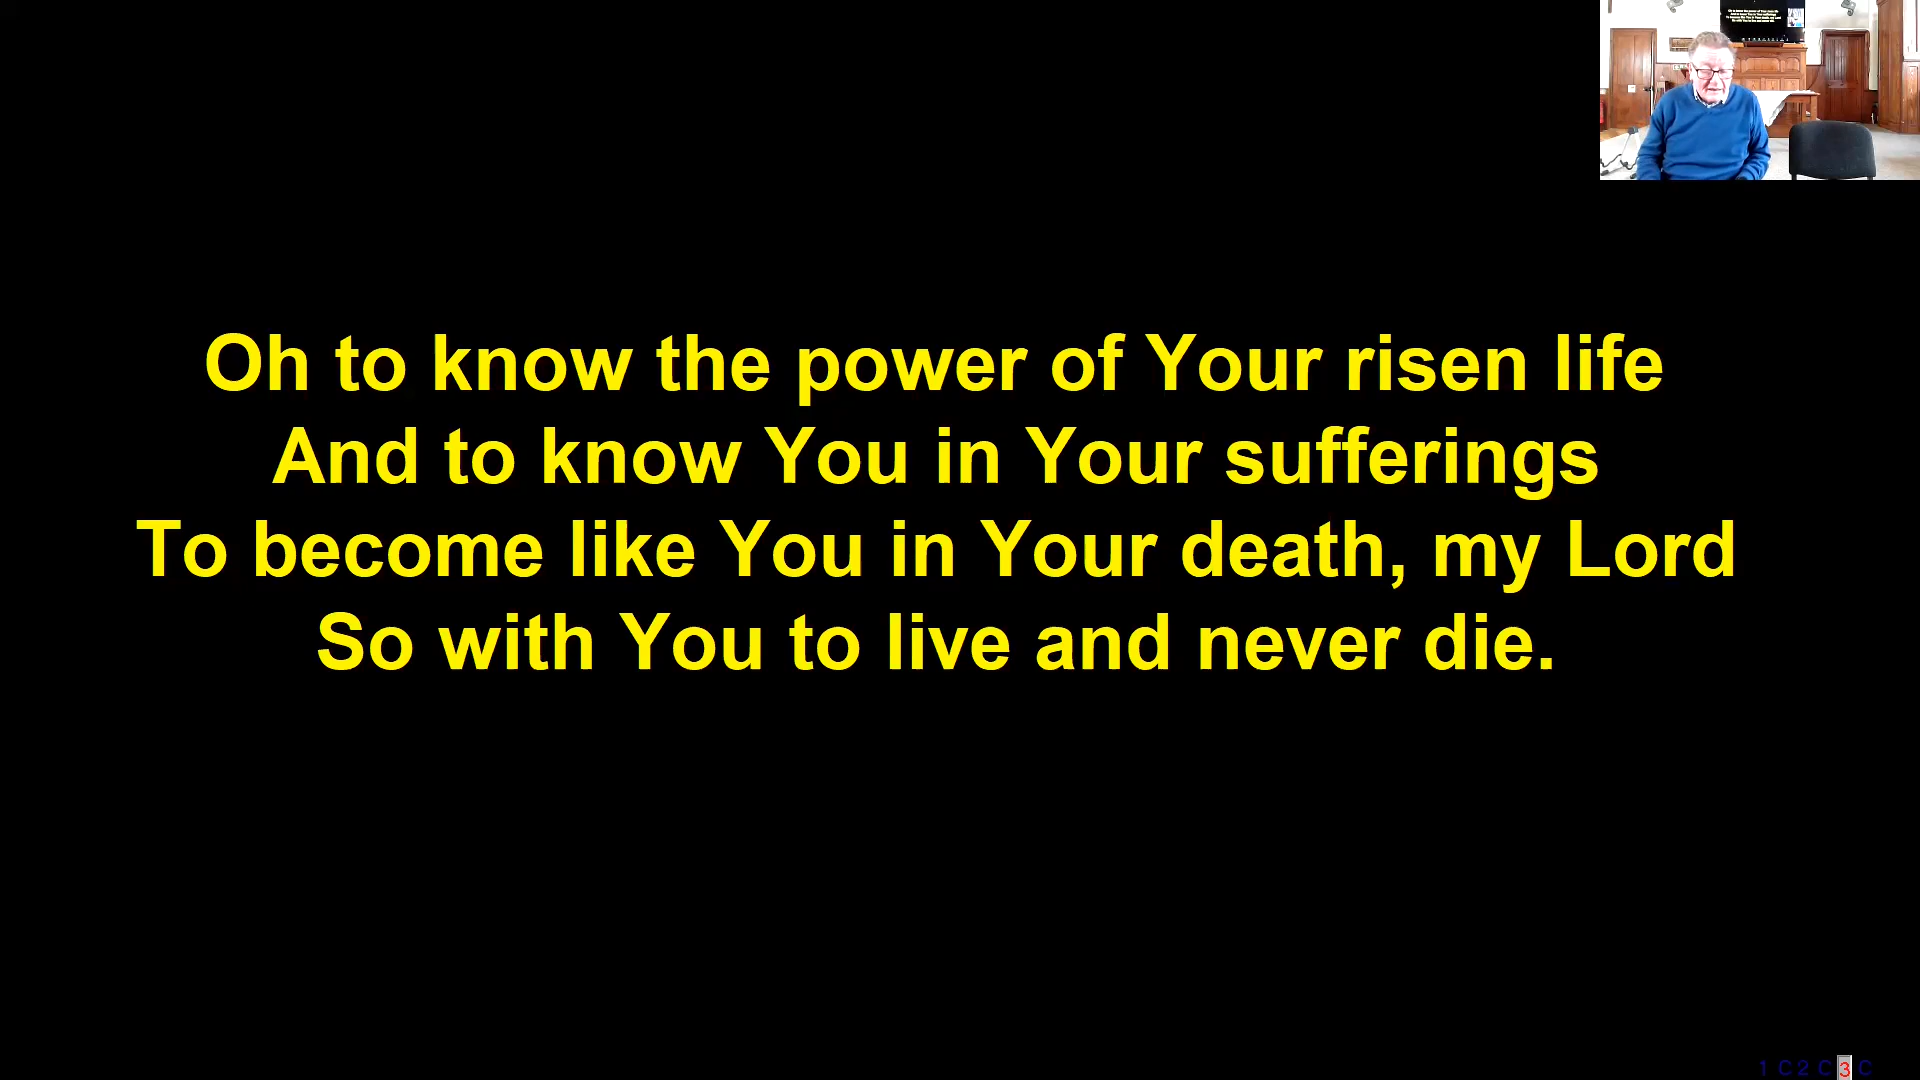 Oh to know the power of Your risen life
And to know You in Your sufferings
To become like You in Your death, my Lord
So with You to live and never die.
1 C 2 C 3 C